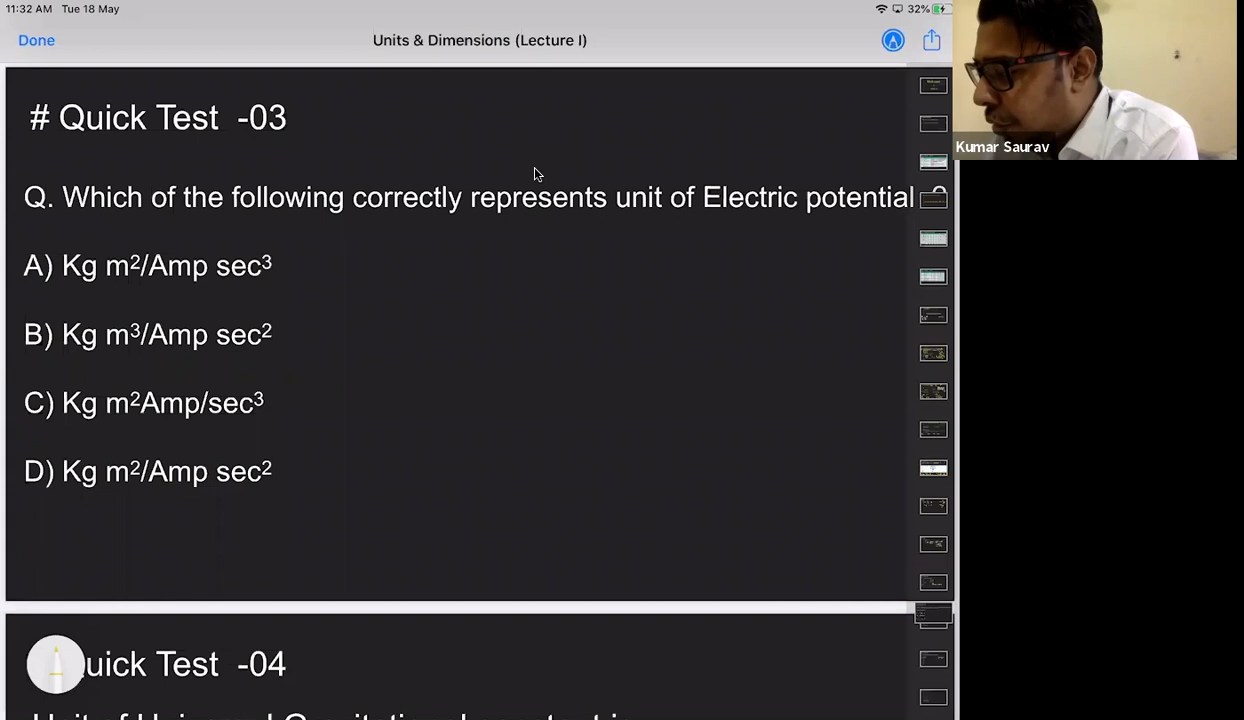 11:32 AM Tue 18 May
32%
Done
Units & Dimensions (Lecture I)
# Quick Test -03
Kumar Saurav
Q. Which of the following correctly represents unit of Electric potential
A) Kg m²/Amp sec³
B) Kg m³/Amp sec²
C) Kg m²Amp/sec³
D) Kg m²/Amp sec²
uick Test -04